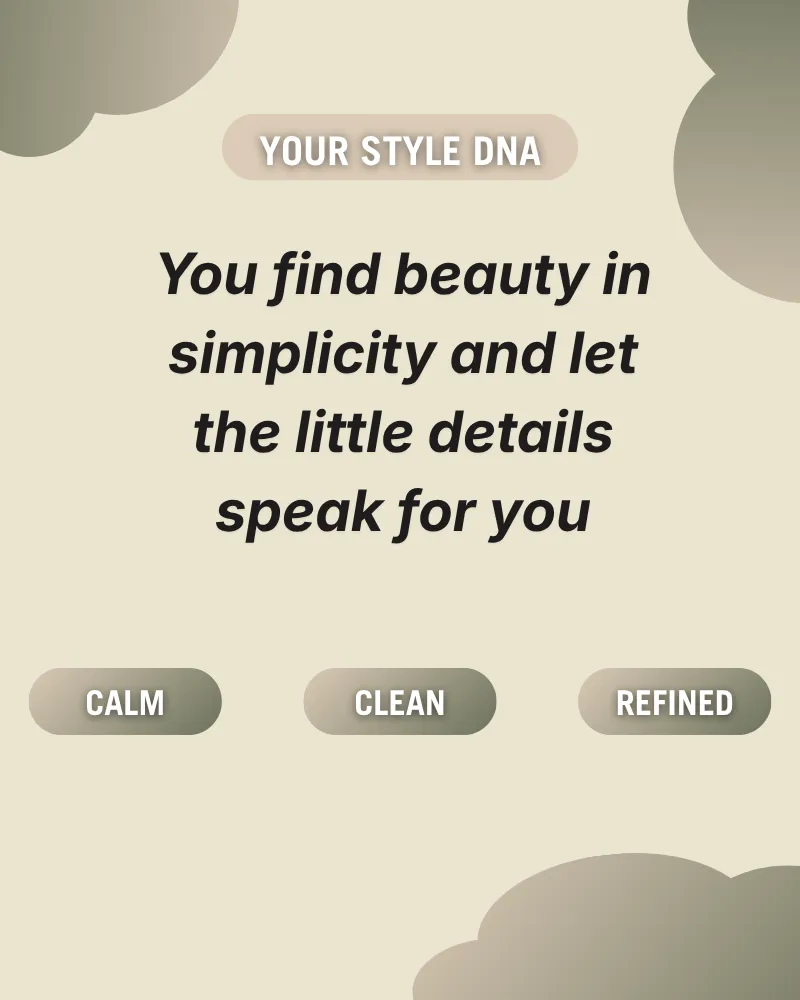 YOUR STYLE DNA
You find beauty in
simplicity and let
the little details
speak for you
CALM
CLEAN
REFINED